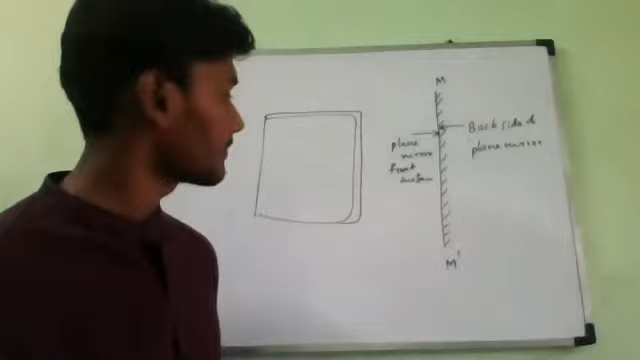 M
Back side of
plane mirror
plane
mirror
front
surface
M'